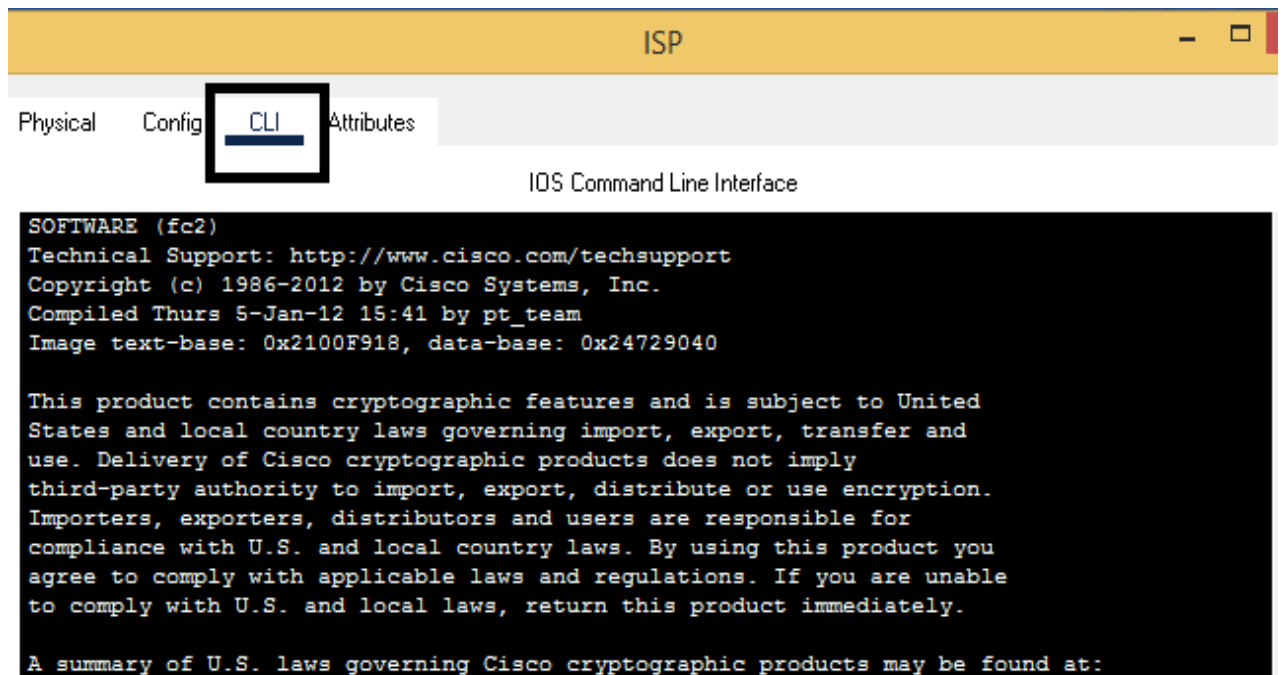 ISP
Physical Config CLI Attributes
IOS Command Line Interface
SOFTWARE (fc2)
Technical Support: http://www.cisco.com/techsupport
Copyright (c) 1986-2012 by Cisco Systems, Inc.
Compiled Thurs 5-Jan-12 15:41 by pt_team
Image text-base: 0x2100F918, data-base: 0x24729040
This product contains cryptographic features and is subject to United
States and local country laws governing import, export, transfer and
use. Delivery of Cisco cryptographic products does not imply
third-party authority to import, export, distribute or use encryption.
Importers, exporters, distributors and users are responsible for
compliance with U.S. and local country laws. By using this product you
agree to comply with applicable laws and regulations. If you are unable
to comply with U.S. and local laws, return this product immediately.
A summary of U.S. laws governing Cisco cryptographic products may be found at: